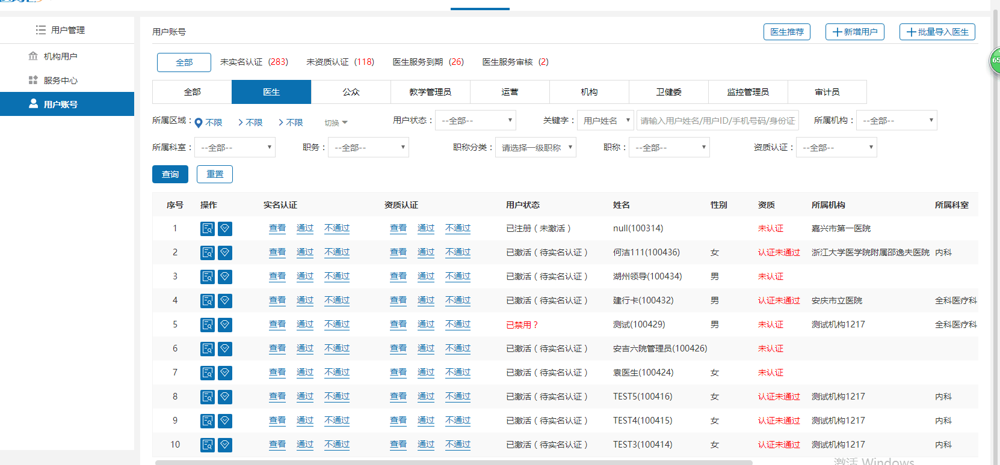 用户管理
机构用户
服务中心
用户账号
用户账号 医生推荐 新增用户 批量导入医生
全部 未实名认证 (283) 未资质认证 (118) 医生服务到期 (26) 医生服务审核 (2)
全部 医生 公众 教学管理员 运营 机构 卫健委 监控管理员 审计员
所属区域： 不限 不限 不限 切换 用户状态： --全部-- 关键字： 用户姓名 请输入用户姓名/用户ID/手机号码/身份证 所属机构： --全部--
所属科室： --全部-- 职务： --全部-- 职称分类： 请选择一级职称 职称： --全部-- 资质认证： --全部--
查询 重置
序号 操作 实名认证 资质认证 用户状态 姓名 性别 资质 所属机构 所属科室
1 查看 通过 不通过 查看 通过 不通过 已注册（未激活） null(100314) 未认证 嘉兴市第一医院
2 查看 通过 不通过 查看 通过 不通过 已激活（待实名认证） 何洁111(100436) 女 认证未通过 浙江大学医学院附属邵逸夫医院 内科
3 查看 通过 不通过 查看 通过 不通过 已激活（待实名认证） 湖州领导(100434) 男 未认证
4 查看 通过 不通过 查看 通过 不通过 已激活（待实名认证） 建行卡(100432) 男 认证未通过 安庆市立医院 全科医疗科
5 查看 通过 不通过 查看 通过 不通过 已禁用？ 测试(100429) 男 未认证 测试机构1217 全科医疗科
6 查看 通过 不通过 查看 通过 不通过 已激活（待实名认证） 安吉六院管理员(100426) 未认证
7 查看 通过 不通过 查看 通过 不通过 已激活（待实名认证） 袁医生(100424) 女 未认证
8 查看 通过 不通过 查看 通过 不通过 已激活（待实名认证） TEST5(100416) 女 认证未通过 测试机构1217 内科
9 查看 通过 不通过 查看 通过 不通过 已激活（待实名认证） TEST4(100415) 女 认证未通过 测试机构1217 内科
10 查看 通过 不通过 查看 通过 不通过 已激活（待实名认证） TEST3(100414) 女 认证未通过 测试机构1217 内科
激活 Windows
65